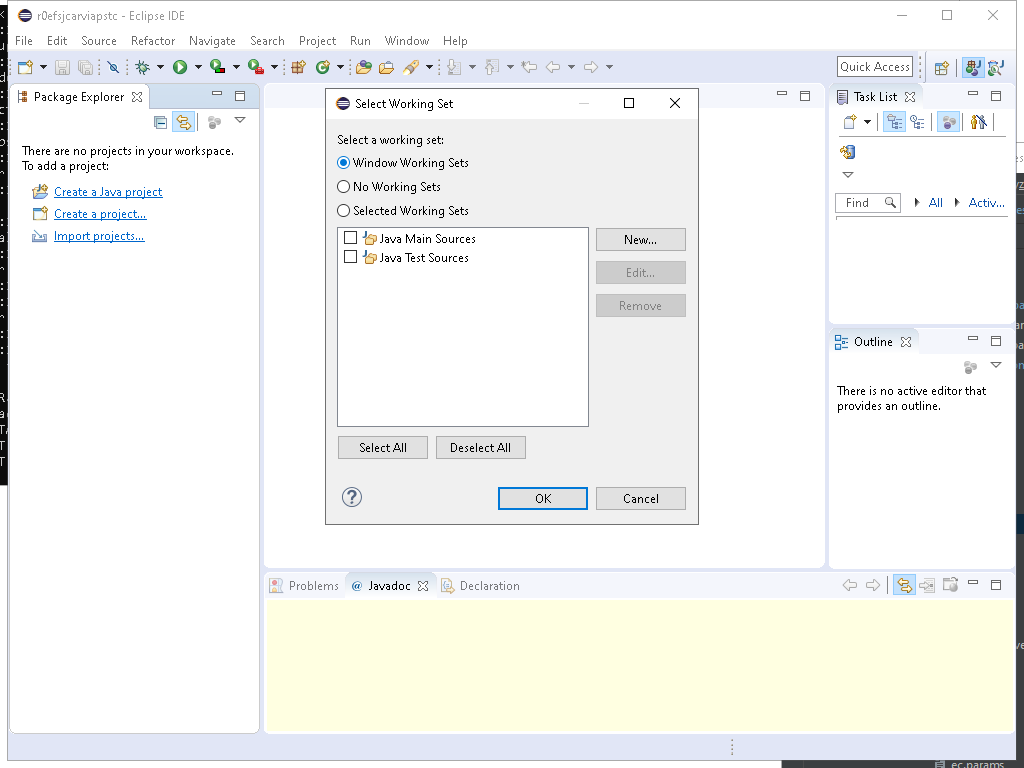 r0efsjcarviapstc - Eclipse IDE
File Edit Source Refactor Navigate Search Project Run Window Help
Quick Access
Package Explorer
There are no projects in your workspace.
To add a project:
Create a Java project
Create a project...
Import projects...
Select Working Set
Select a working set:
Window Working Sets
No Working Sets
Selected Working Sets
Java Main Sources
Java Test Sources
New...
Edit...
Remove
Select All
Deselect All
OK
Cancel
Task List
Find
All
Activ...
Outline
There is no active editor that
provides an outline.
Problems
@ Javadoc
Declaration
ec.params